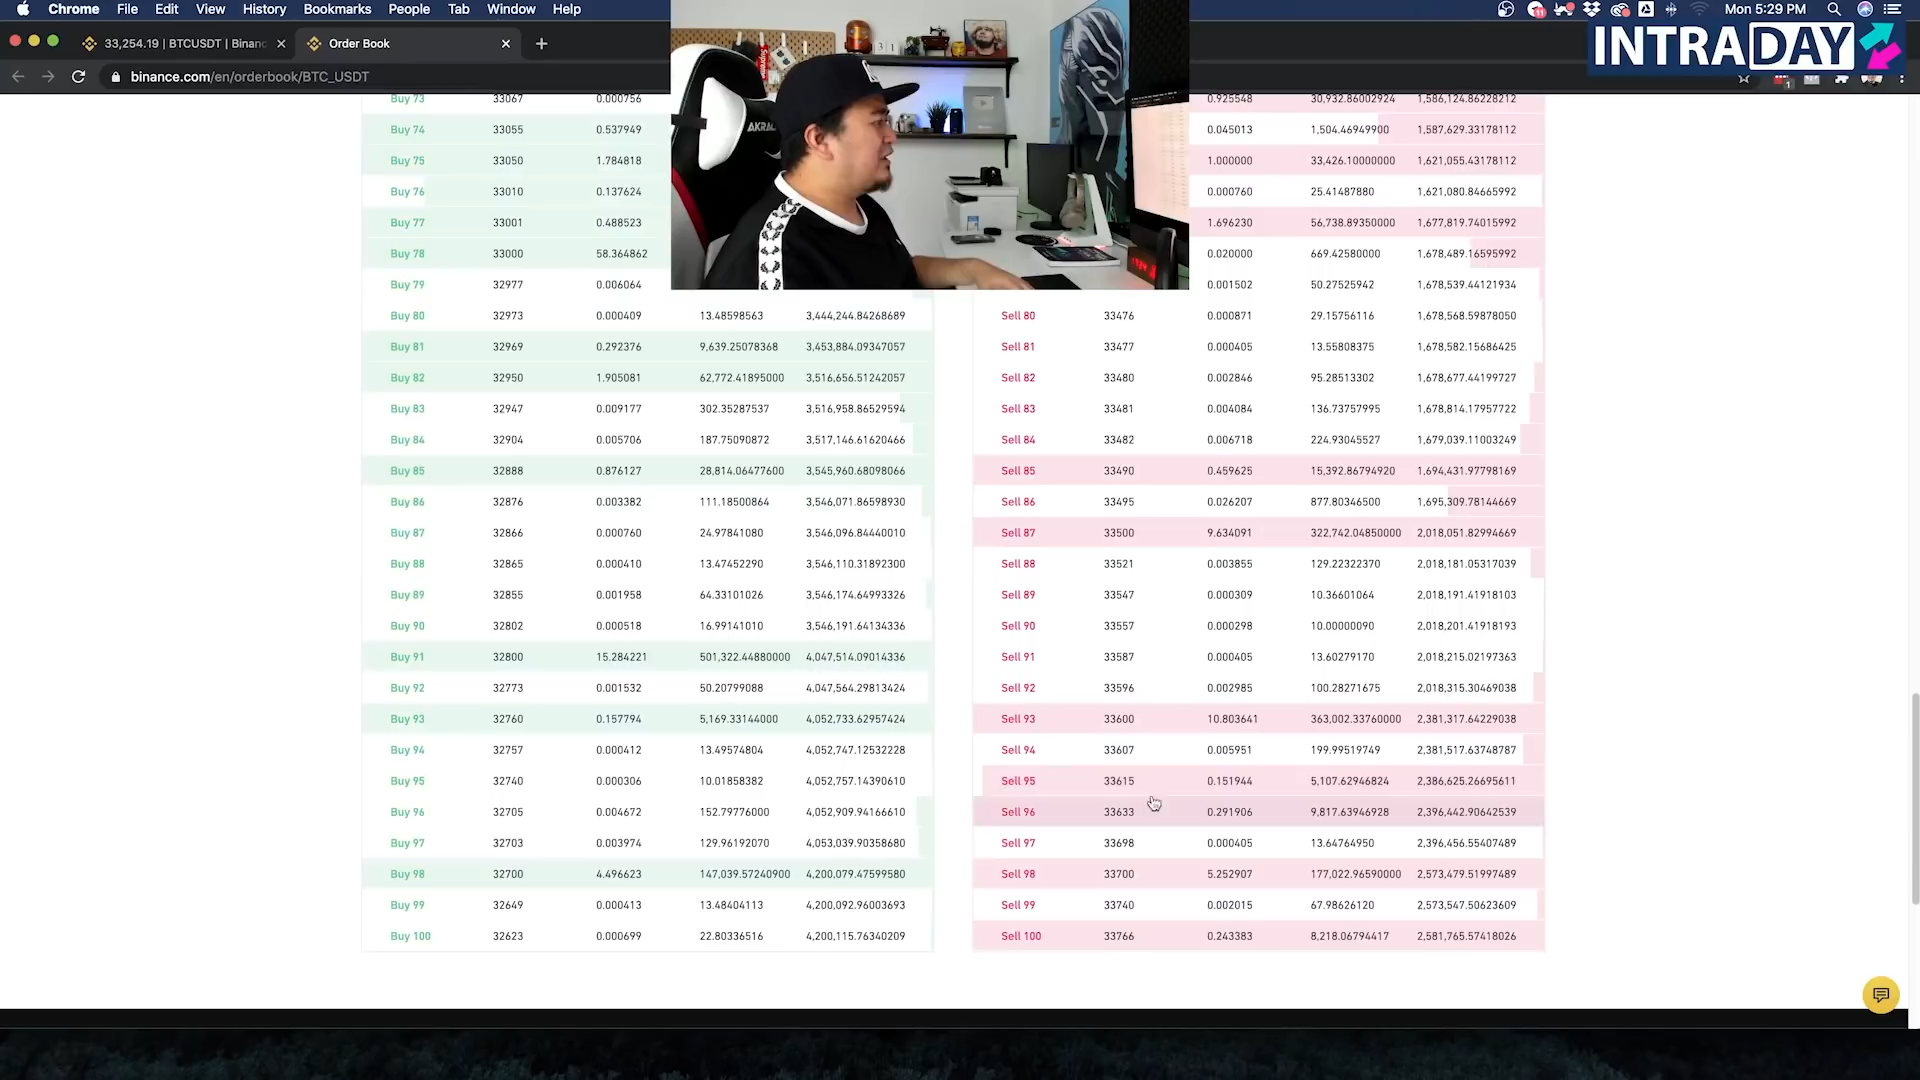 Chrome File Edit View History Bookmarks People Tab Window Help
Mon 5:29 PM
INTRADAY
33,254.19 | BTCUSDT | Binanc
Order Book
binance.com/en/orderbook/BTC_USDT
Buy 73 33067 0.000756 0.925548 30,932.86002924 1,586,124.86228212
Buy 74 33055 0.537949 0.045013 1,504.46949900 1,587,629.33178112
Buy 75 33050 1.784818 1.000000 33,426.10000000 1,621,055.43178112
Buy 76 33010 0.137624 0.000760 25.41487880 1,621,080.84665992
Buy 77 33001 0.488523 1.696230 56,738.89350000 1,677,819.74015992
Buy 78 33000 58.364862 0.020000 669.42580000 1,678,489.16595992
Buy 79 32977 0.006064 0.001502 50.27525942 1,678,539.44121934
Buy 80 32973 0.000409 13.48598563 3,444,244.84268689 Sell 80 33476 0.000871 29.15756116 1,678,568.59878050
Buy 81 32969 0.292376 9,639.25078368 3,453,884.09347057 Sell 81 33477 0.000405 13.55808375 1,678,582.15686425
Buy 82 32950 1.905081 62,772.41895000 3,516,656.51242057 Sell 82 33480 0.002846 95.28513302 1,678,677.44199727
Buy 83 32947 0.009177 302.35287537 3,516,958.86529594 Sell 83 33481 0.004084 136.73757995 1,678,814.17957722
Buy 84 32904 0.005706 187.75090872 3,517,146.61620466 Sell 84 33482 0.006718 224.93045527 1,679,039.11003249
Buy 85 32888 0.876127 28,814.06477600 3,545,960.68098066 Sell 85 33490 0.459625 15,392.86794920 1,694,431.97798169
Buy 86 32876 0.003382 111.18500864 3,546,071.86598930 Sell 86 33495 0.026207 877.80346500 1,695,309.78144669
Buy 87 32866 0.000760 24.97841080 3,546,096.84440010 Sell 87 33500 9.634091 322,742.04850000 2,018,051.82994669
Buy 88 32865 0.000410 13.47452290 3,546,110.31892300 Sell 88 33521 0.003855 129.22322370 2,018,181.05317039
Buy 89 32855 0.001958 64.33101026 3,546,174.64993326 Sell 89 33547 0.000309 10.36601064 2,018,191.41918103
Buy 90 32802 0.000518 16.99141010 3,546,191.64134336 Sell 90 33557 0.000298 10.00000090 2,018,201.41918193
Buy 91 32800 15.284221 501,322.44880000 4,047,514.09014336 Sell 91 33587 0.000405 13.60279170 2,018,215.02197363
Buy 92 32773 0.001532 50.20799088 4,047,564.29813424 Sell 92 33596 0.002985 100.28271675 2,018,315.30469038
Buy 93 32760 0.157794 5,169.33144000 4,052,733.62957424 Sell 93 33600 10.803641 363,002.33760000 2,381,317.64229038
Buy 94 32757 0.000412 13.49574804 4,052,747.12532228 Sell 94 33607 0.005951 199.99519749 2,381,517.63748787
Buy 95 32740 0.000306 10.01858382 4,052,757.14390610 Sell 95 33615 0.151944 5,107.62946824 2,386,625.26695611
Buy 96 32705 0.004672 152.79776000 4,052,909.94166610 Sell 96 33633 0.291906 9,817.63946928 2,396,442.90642539
Buy 97 32703 0.003974 129.96192070 4,053,039.90358680 Sell 97 33698 0.000405 13.64764950 2,396,456.55407489
Buy 98 32700 4.496623 147,039.57240900 4,200,079.47599580 Sell 98 33700 5.252907 177,022.96590000 2,573,479.51997489
Buy 99 32649 0.000413 13.48404113 4,200,092.96003693 Sell 99 33740 0.002015 67.98626120 2,573,547.50623609
Buy 100 32623 0.000699 22.80336516 4,200,115.76340209 Sell 100 33766 0.243383 8,218.06794417 2,581,765.57418026